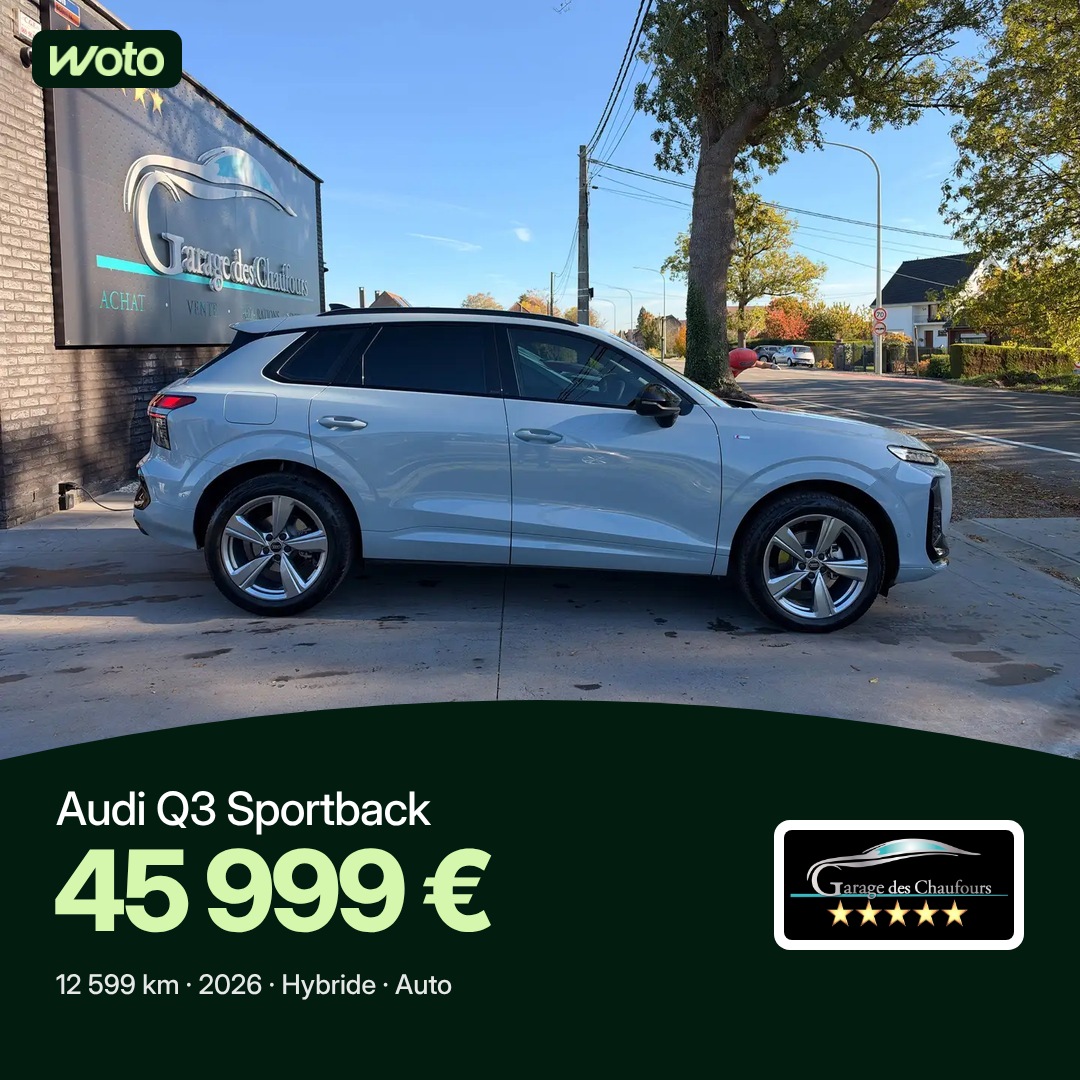 woto
Garage des Chaufours
ACHAT
Audi Q3 Sportback
45 999 €
12 599 km · 2026 · Hybride · Auto
Garage des Chaufours
70